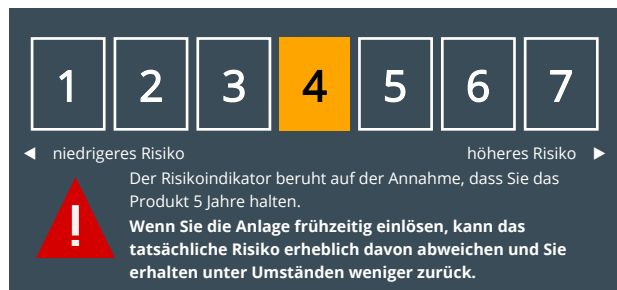 1 2 3 4 5 6 7
◀ niedrigeres Risiko höheres Risiko ▶
Der Risikoindikator beruht auf der Annahme, dass Sie das
Produkt 5 Jahre halten.
! Wenn Sie die Anlage frühzeitig einlösen, kann das
tatsächliche Risiko erheblich davon abweichen und Sie
erhalten unter Umständen weniger zurück.